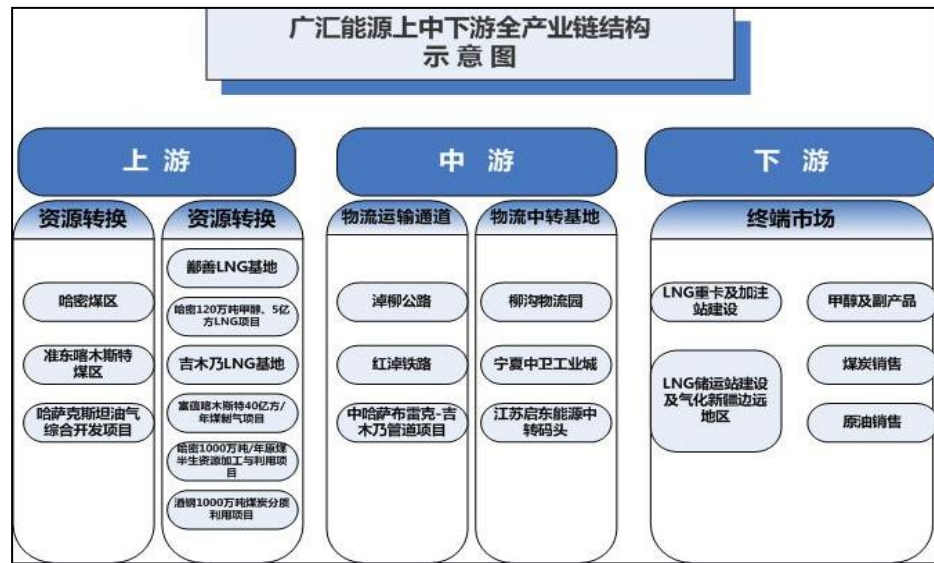 广汇能源上中下游全产业链结构
示 意 图
上 游
资源转换
哈密煤区
准东喀木斯特
煤区
哈萨克斯坦油气
综合开发项目
资源转换
鄯善LNG基地
哈密120万吨甲醇、5亿
方LNG项目
吉木乃LNG基地
富蕴喀木斯特40亿方/
年煤制气项目
哈密1000万吨/年原煤
半生资源加工与利用项
目
酒钢1000万吨煤炭分质
利用项目
中 游
物流运输通道
淖柳公路
红淖铁路
中哈萨布雷克-吉
木乃管道项目
物流中转基地
柳沟物流园
宁夏中卫工业城
江苏启东能源中
转码头
下 游
终端市场
LNG重卡及加注
站建设
LNG储运站建设
及气化新疆边远
地区
甲醇及副产品
煤炭销售
原油销售